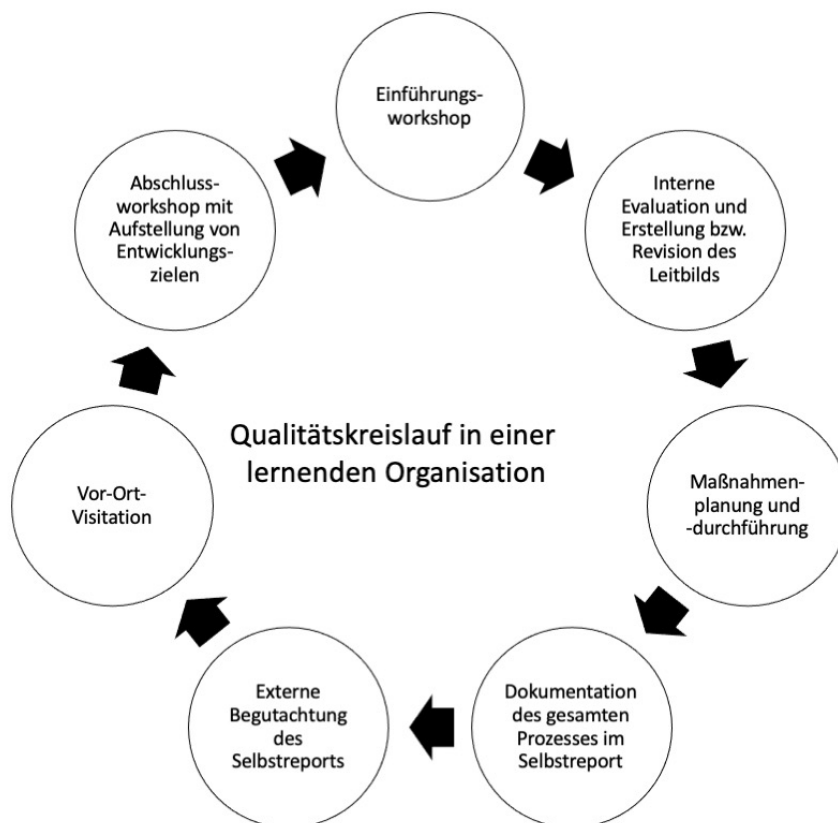 Einführungs-
workshop
Interne
Evaluation und
Erstellung bzw.
Revision des
Leitbilds
Maßnahmen-
planung und
-durchführung
Dokumentation
des gesamten
Prozesses im
Selbstreport
Externe
Begutachtung
des
Selbstreports
Vor-Ort-
Visitation
Abschluss-
workshop mit
Aufstellung von
Entwicklungs-
zielen
Qualitätskreislauf in einer
lernenden Organisation